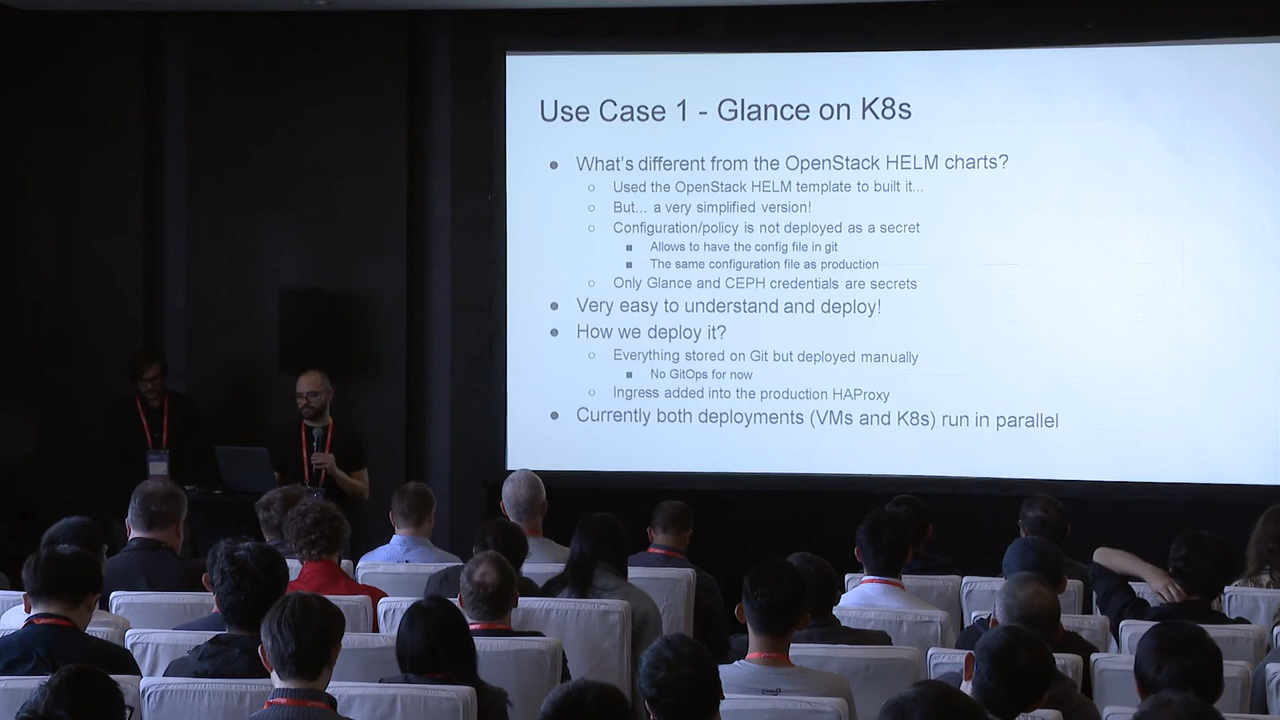 Use Case 1 - Glance on K8s
● What's different from the OpenStack HELM charts?
○ Used the OpenStack HELM template to built it...
○ But... a very simplified version!
○ Configuration/policy is not deployed as a secret
■ Allows to have the config file in git
■ The same configuration file as production
○ Only Glance and CEPH credentials are secrets
● Very easy to understand and deploy!
● How we deploy it?
○ Everything stored on Git but deployed manually
■ No GitOps for now
○ Ingress added into the production HAProxy
● Currently both deployments (VMs and K8s) run in parallel